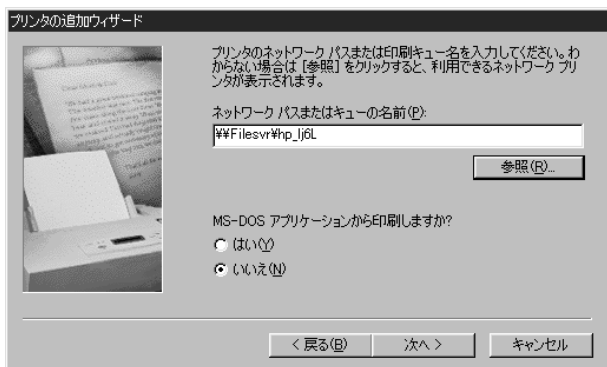 プリンタの追加ウィザード
プリンタのネットワーク パスまたは印刷キュー名を入力してください。わ
からない場合は [参照] をクリックすると、利用できるネットワーク プリ
ンタが表示されます。
ネットワーク パスまたはキューの名前(P):
¥¥Filesvr¥hp_lj6L
参照(R)...
MS-DOS アプリケーションから印刷しますか?
はい(Y)
いいえ(N)
< 戻る(B)
次へ >
キャンセル